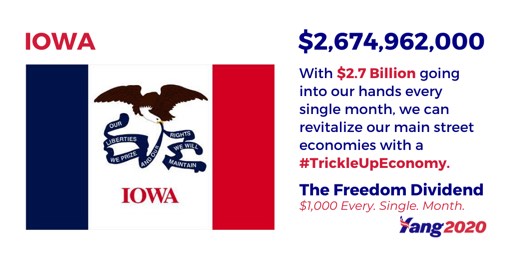 IOWA
$2,674,962,000
OUR
LIBERTIES
WE PRIZE
AND OUR
RIGHTS
WE WILL
MAINTAIN
IOWA
With $2.7 Billion going
into our hands every
single month, we can
revitalize our main street
economies with a
#TrickleUpEconomy.
The Freedom Dividend
$1,000 Every. Single. Month.
Yang2020